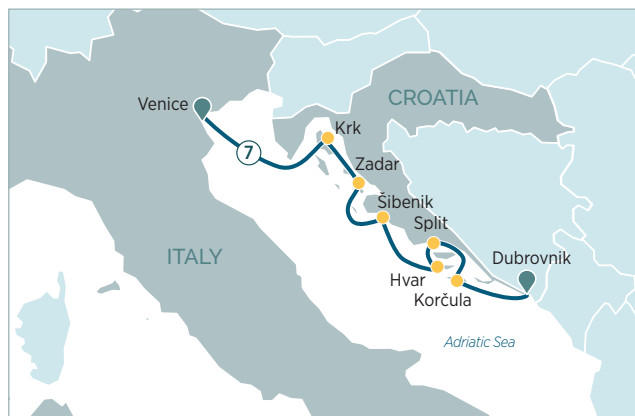 Venice
CROATIA
Krk
7
Zadar
Šibenik
Split
ITALY
Dubrovnik
Hvar
Korčula
Adriatic Sea